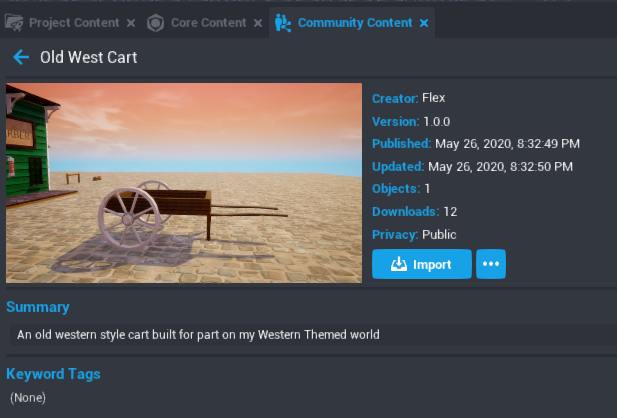 Project Content
Core Content
Community Content
Old West Cart
Creator: Flex
Version: 1.0.0
Published: May 26, 2020, 8:32:49 PM
Updated: May 26, 2020, 8:32:50 PM
Objects: 1
Downloads: 12
Privacy: Public
Import
Summary
An old western style cart built for part on my Western Themed world
Keyword Tags
(None)